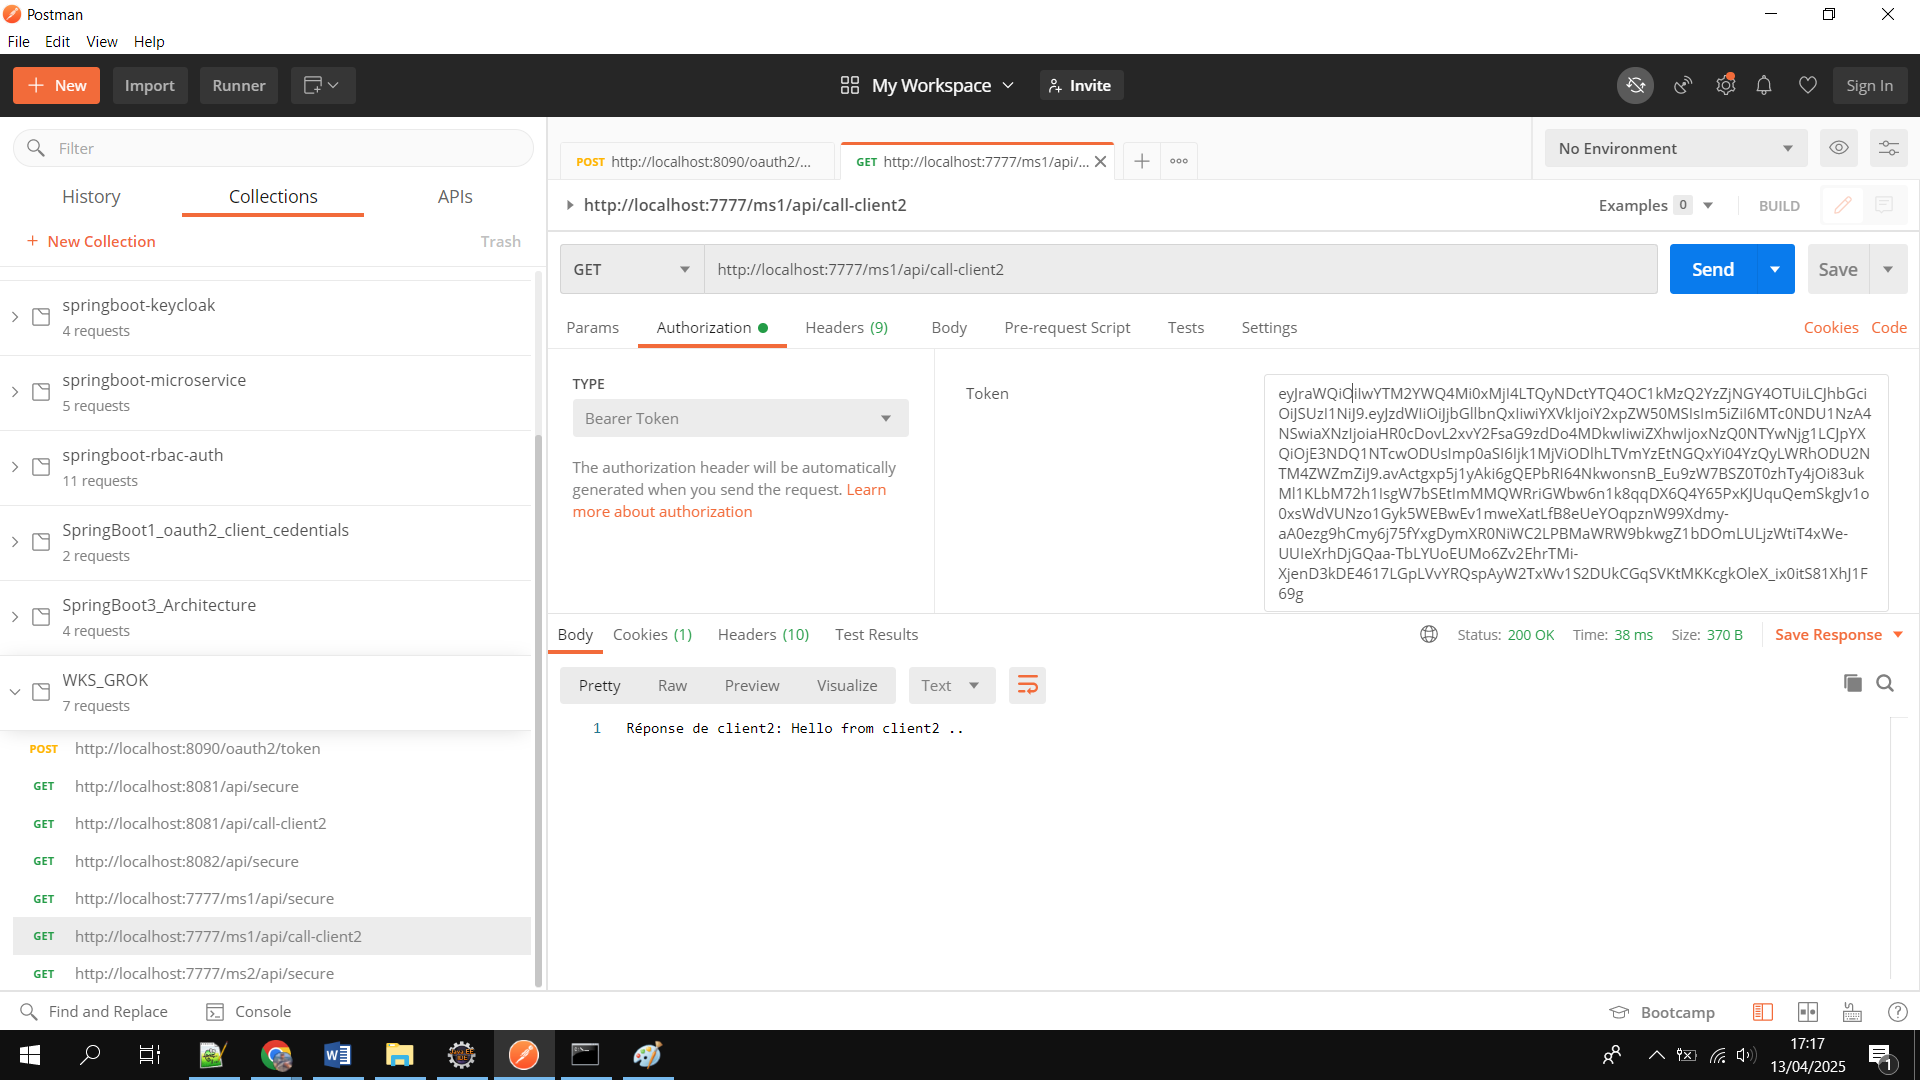 Postman
File Edit View Help
New Import Runner My Workspace Invite Sign In
Filter
History Collections APIs
+ New Collection Trash
springboot-keycloak
4 requests
springboot-microservice
5 requests
springboot-rbac-auth
11 requests
SpringBoot1_oauth2_client_cedentials
2 requests
SpringBoot3_Architecture
4 requests
WKS_GROK
7 requests
POST http://localhost:8090/oauth2/token
GET http://localhost:8081/api/secure
GET http://localhost:8081/api/call-client2
GET http://localhost:8082/api/secure
GET http://localhost:7777/ms1/api/secure
GET http://localhost:7777/ms1/api/call-client2
GET http://localhost:7777/ms2/api/secure
POST http://localhost:8090/oauth2/... GET http://localhost:7777/ms1/api/... No Environment
http://localhost:7777/ms1/api/call-client2 Examples 0 BUILD
GET http://localhost:7777/ms1/api/call-client2 Send Save
Params Authorization Headers (9) Body Pre-request Script Tests Settings Cookies Code
TYPE
Bearer Token
The authorization header will be automatically
generated when you send the request. Learn
more about authorization
Token
Body Cookies (1) Headers (10) Test Results Status: 200 OK Time: 38 ms Size: 370 B Save Response
Pretty Raw Preview Visualize Text
1 Réponse de client2: Hello from client2 ..
Find and Replace Console Bootcamp
17:17
13/04/2025
1